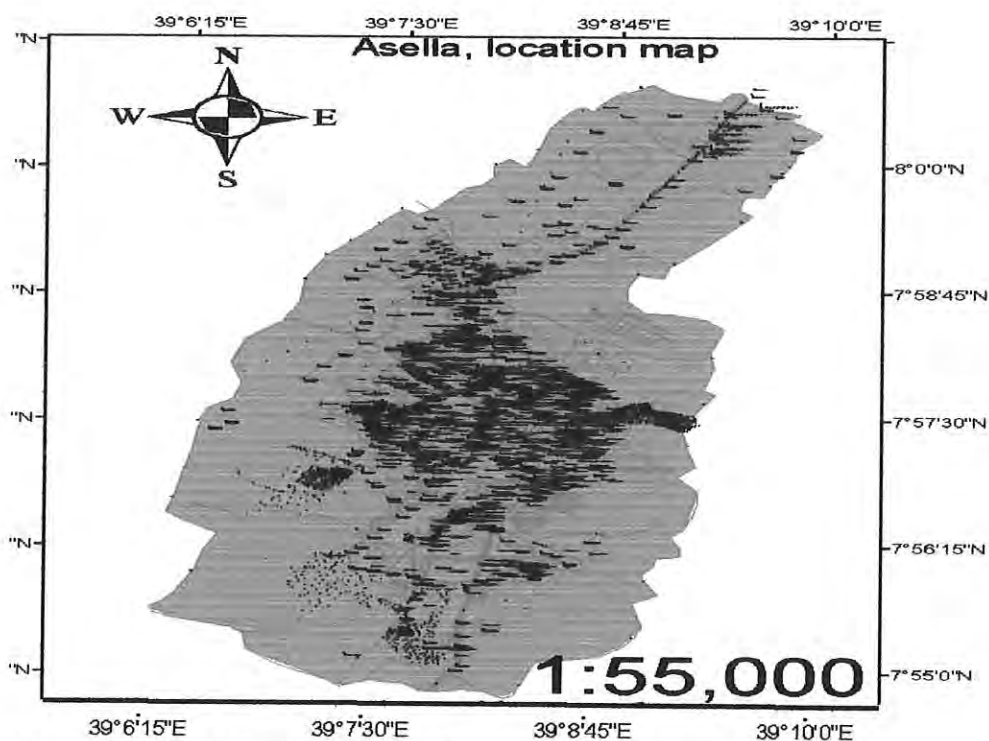 39°6'15"E 39°7'30"E 39°8'45"E 39°10'0"E
"N
Asella, location map
N
W E
S
"N 8°0'0"N
"N 7°58'45"N
"N 7°57'30"N
"N 7°56'15"N
"N 7°55'0"N
1:55,000
39°6'15"E 39°7'30"E 39°8'45"E 39°10'0"E